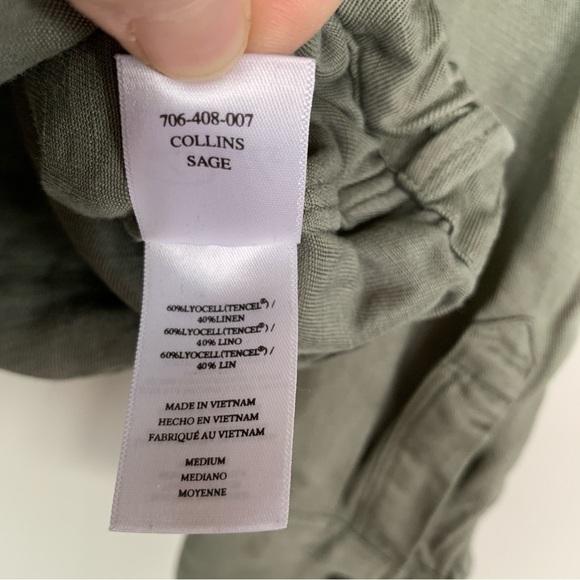 706-408-007
COLLINS
SAGE
60%LYOCELL(TENCEL®) /
40%LINEN
60%LYOCELL(TENCEL®) /
40% LINO
60%LYOCELL(TENCEL®) /
40% LIN
MADE IN VIETNAM
HECHO EN VIETNAM
FABRIQUÉ AU VIETNAM
MEDIUM
MEDIANO
MOYENNE